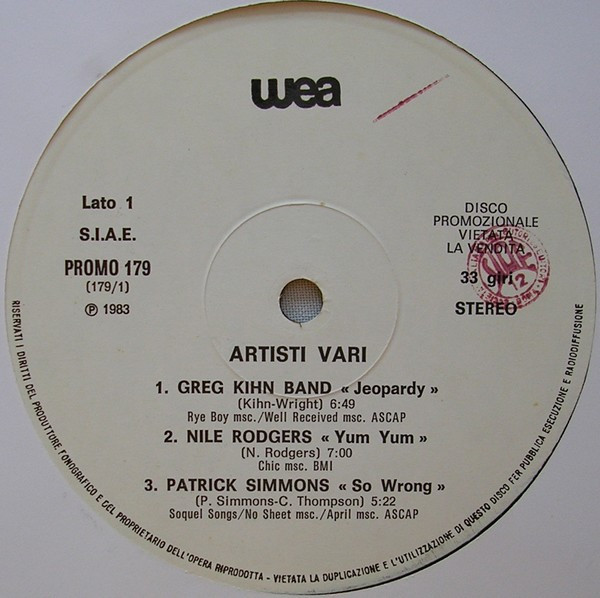 wea
Lato 1
S.I.A.E.
PROMO 179
(179/1)
℗ 1983
DISCO
PROMOZIONALE
VIETATA
LA VENDITA
33 giri
STEREO
12
ARTISTI VARI
1. GREG KIHN BAND « Jeopardy »
(Kihn-Wright) 6:49
Rye Boy msc./Well Received msc. ASCAP
2. NILE RODGERS « Yum Yum »
(N. Rodgers) 7:00
Chic msc. BMI
3. PATRICK SIMMONS « So Wrong »
(P. Simmons-C. Thompson) 5:22
Soquel Songs/No Sheet msc./April msc. ASCAP
RISERVATI I DIRITTI DEL PRODUTTORE FONOGRAFICO E DEL PROPRIETARIO DELL'OPERA RIPRODOTTA - VIETATA LA DUPLICAZIONE E L'UTILIZZAZIONE DI QUESTO DISCO PER PUBBLICA ESECUZIONE E RADIODIFFUSIONE